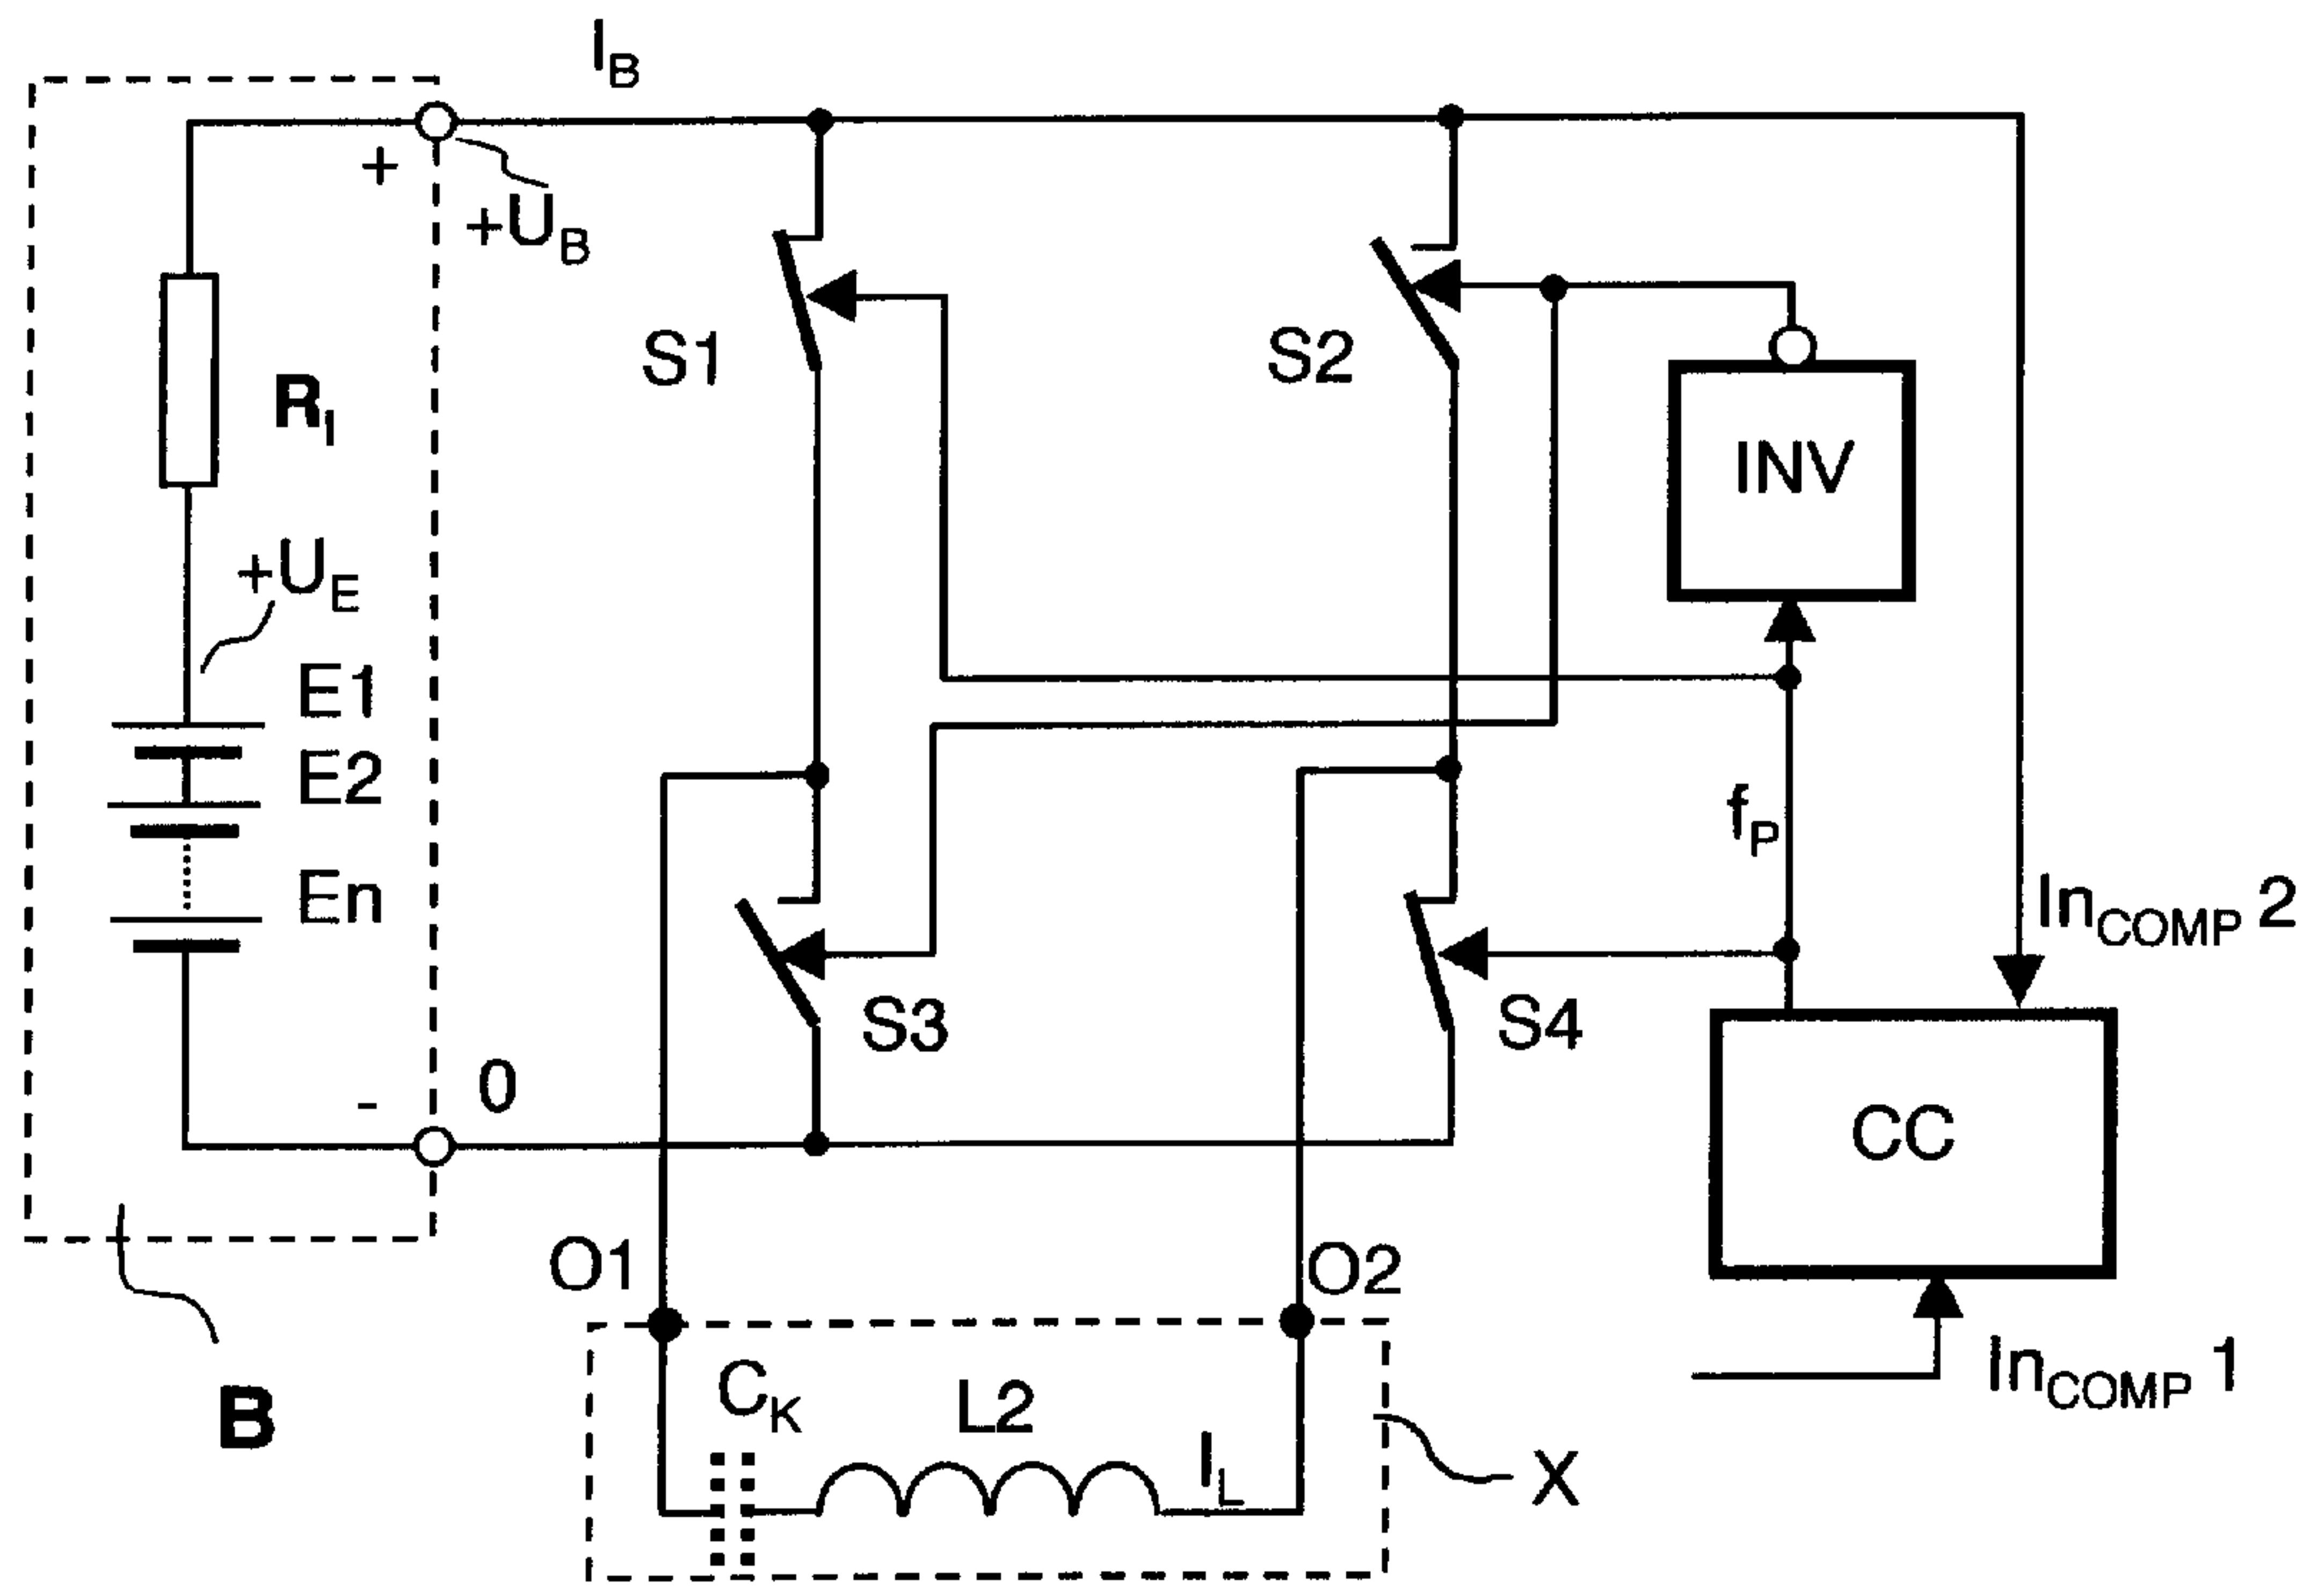 I_B
+
+U_B
S1
S2
R_I
INV
+U_E
E1
E2
En
f_P
In_COMP 2
S3
S4
0
-
CC
O1
O2
In_COMP 1
B
C_K
L2
I_L
X